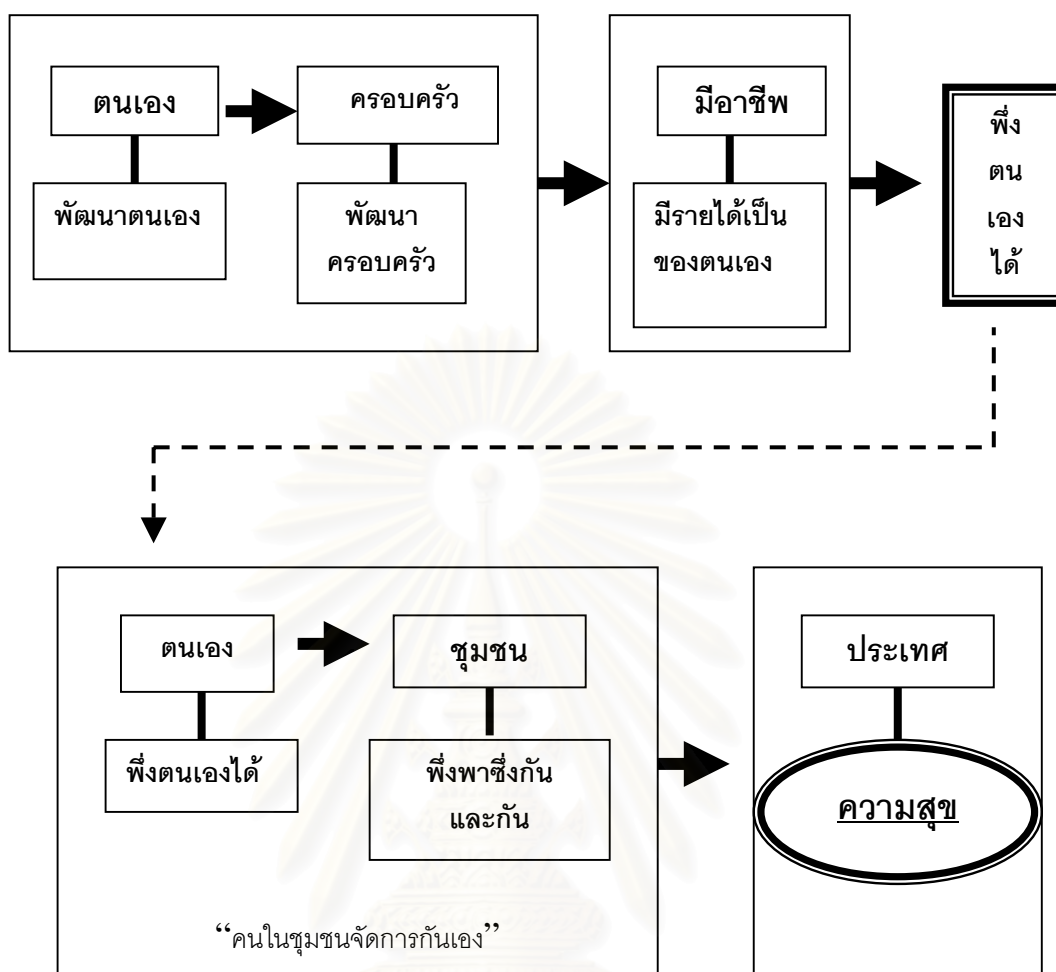 ตนเอง
ครอบครัว
พัฒนาตนเอง
พัฒนา
ครอบครัว
มีอาชีพ
มีรายได้เป็น
ของตนเอง
พึ่ง
ตน
เอง
ได้
ตนเอง
ชุมชน
พึ่งตนเองได้
พึ่งพาซึ่งกัน
และกัน
“คนในชุมชนจัดการกันเอง”
ประเทศ
ความสุข